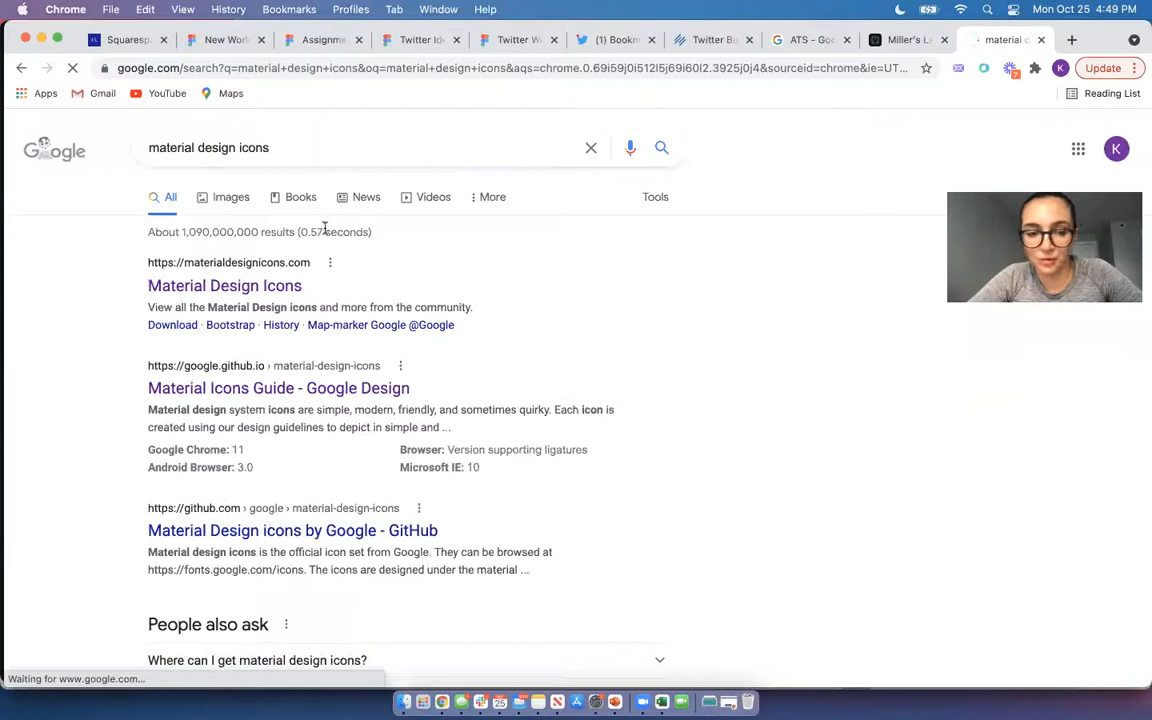 Chrome File Edit View History Bookmarks Profiles Tab Window Help Mon Oct 25 4:49 PM
Squaresp New Worl Assignme Twitter Id Twitter W (1) Bookm Twitter Bu ATS - Goo Miller's La material d
google.com/search?q=material+design+icons&oq=material+design+icons&aqs=chrome.0.69i59j0i512l5j69i60l2.3925j0j4&sourceid=chrome&ie=UT... 7 K Update
Apps Gmail YouTube Maps Reading List
Google material design icons K
All Images Books News Videos More Tools
About 1,090,000,000 results (0.57 seconds)
https://materialdesignicons.com
Material Design Icons
View all the Material Design icons and more from the community.
Download · Bootstrap · History · Map-marker Google @Google
https://google.github.io › material-design-icons
Material Icons Guide - Google Design
Material design system icons are simple, modern, friendly, and sometimes quirky. Each icon is
created using our design guidelines to depict in simple and ...
Google Chrome: 11 Browser: Version supporting ligatures
Android Browser: 3.0 Microsoft IE: 10
https://github.com › google › material-design-icons
Material Design icons by Google - GitHub
Material design icons is the official icon set from Google. They can be browsed at
https://fonts.google.com/icons. The icons are designed under the material ...
People also ask
Where can I get material design icons?
Waiting for www.google.com...